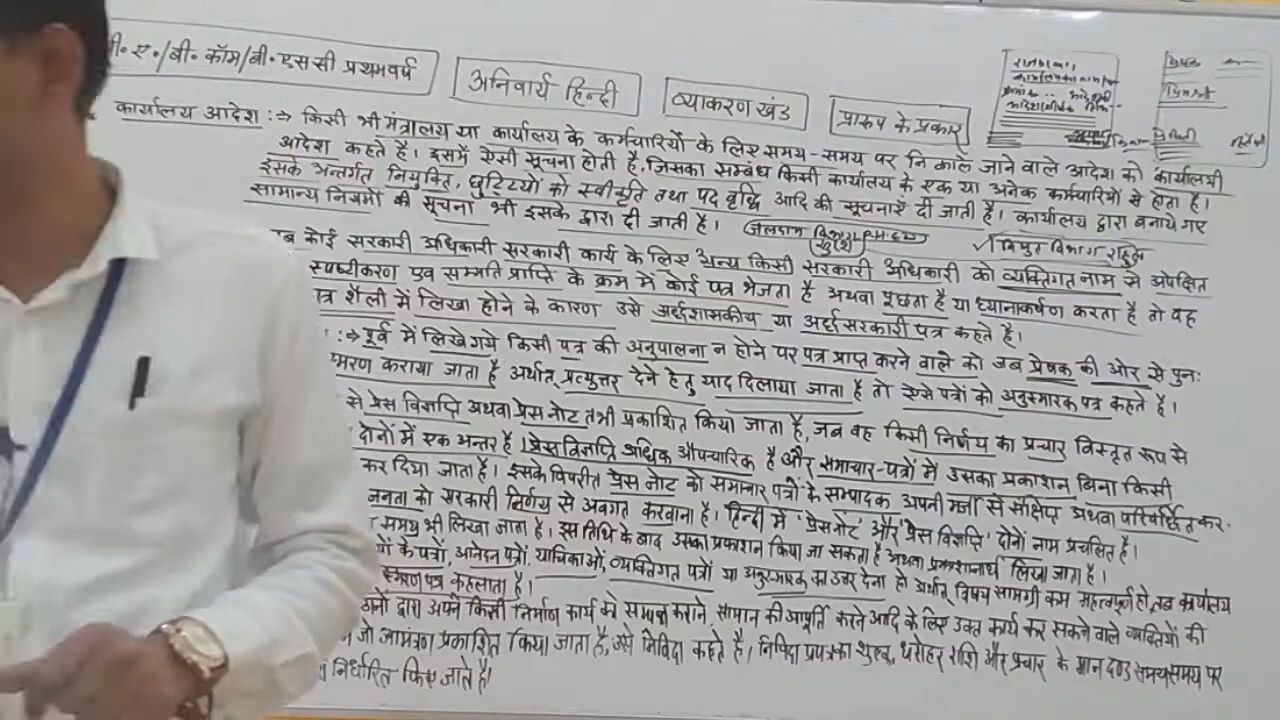 बी. ए./बी. कॉम/बी. एससी प्रथम वर्ष
अनिवार्य हिन्दी
व्याकरण खंड
प्रारूप के प्रकार
कार्यालय आदेश :→ किसी भी मंत्रालय या कार्यालय के कर्मचारियों के लिए समय-समय पर निकाले जाने वाले आदेश को कार्यालयी
आदेश कहते है। इसमें ऐसी सूचना होती है, जिसका सम्बंध किसी कार्यालय के एक या अनेक कर्मचारियों से होता है।
इसके अन्तर्गत नियुक्ति, छुट्टियों की स्वीकृति तथा पद वृद्धि आदि की सूचनाएँ दी जाती है। कार्यालय द्वारा बनाये गए
सामान्य नियमों की सूचना भी इसके द्वारा दी जाती है।
जब कोई सरकारी अधिकारी सरकारी कार्य के लिए अन्य किसी सरकारी अधिकारी को व्यक्तिगत नाम से अपेक्षित
स्पष्टीकरण एवं सम्मति प्राप्ति के क्रम में कोई पत्र भेजता है अथवा पूछता है या ध्यानाकर्षण करता है तो वह
पत्र शैली में लिखा होने के कारण उसे अर्द्धशासकीय या अर्द्धसरकारी पत्र कहते है।
:→ पूर्व में लिखे गये किसी पत्र की अनुपालना न होने पर पत्र प्राप्त करने वाले को जब प्रेषक की ओर से पुनः
स्मरण कराया जाता है अर्थात् प्रत्युत्तर देने हेतु याद दिलाया जाता है तो ऐसे पत्रों को अनुस्मारक पत्र कहते है।
से प्रेस विज्ञप्ति अथवा प्रेस नोट तभी प्रकाशित किया जाता है, जब वह किसी निर्णय का प्रचार विस्तृत रूप से
दोनों में एक अन्तर है। प्रेस विज्ञप्ति अधिक औपचारिक है और समाचार-पत्रों में उसका प्रकाशन बिना किसी
कर दिया जाता है। इसके विपरीत प्रेस नोट को समाचार पत्रों के सम्पादक अपनी मर्जी से संक्षिप्त अथवा परिवर्द्धित कर
जनता को सरकारी निर्णय से अवगत करवाना है। हिन्दी में 'प्रेस नोट' और 'प्रेस विज्ञप्ति' दोनों नाम प्रचलित है।
समय भी लिखा जाता है। इस तिथि के बाद उसका प्रकाशन किया जा सकता है अथवा प्रकाशनार्थ लिखा जाता है।
के पत्रों, आवेदन पत्रों, याचिकाओं, व्यक्तिगत पत्रों या अनुस्मारक का उत्तर देना हो अर्थात् विषय सामग्री कम महत्वपूर्ण हो, तब कार्यालय
स्मरण पत्र कहलाता है।
द्वारा अपने किसी निर्माण कार्य को सम्पन्न कराने, सामान की आपूर्ति करने आदि के लिए उक्त कार्य कर सकने वाले व्यक्तियों की
जो आमंत्रण प्रकाशित किया जाता है, उसे निविदा कहते है। निविदा प्रपत्र का शुल्क, धरोहर राशि और प्रचार के मान दण्ड समय समय पर
निर्धारित किए जाते है।